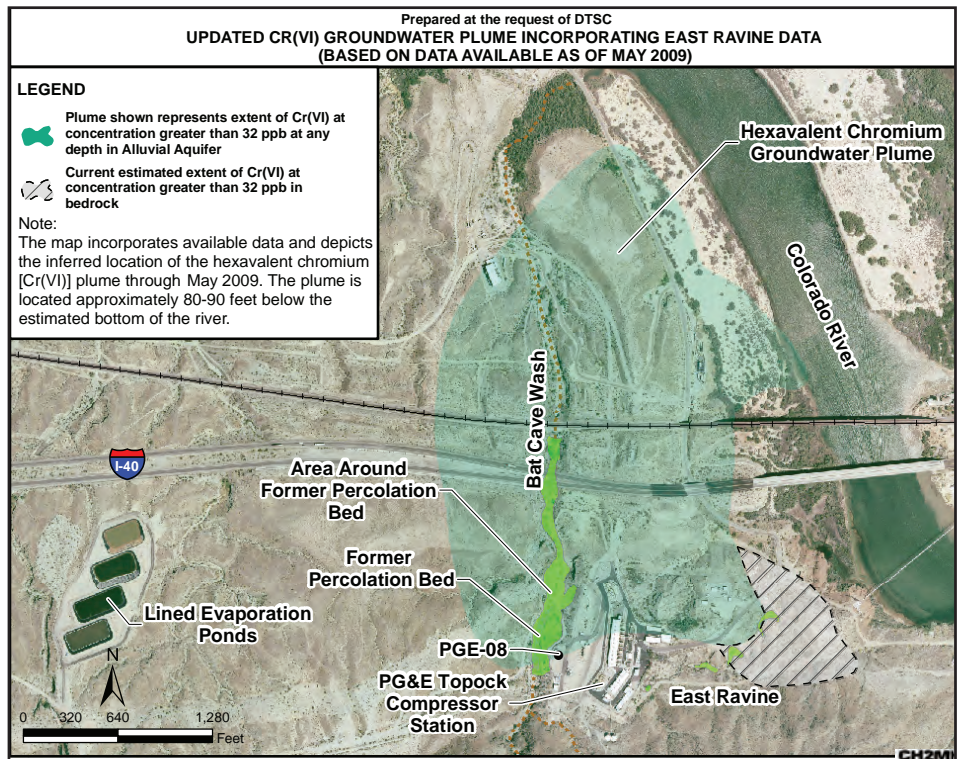 Prepared at the request of DTSC
UPDATED CR(VI) GROUNDWATER PLUME INCORPORATING EAST RAVINE DATA
(BASED ON DATA AVAILABLE AS OF MAY 2009)
LEGEND
Plume shown represents extent of Cr(VI) at
concentration greater than 32 ppb at any
depth in Alluvial Aquifer
Current estimated extent of Cr(VI) at
concentration greater than 32 ppb in
bedrock
Note:
The map incorporates available data and depicts
the inferred location of the hexavalent chromium
[Cr(VI)] plume through May 2009. The plume is
located approximately 80-90 feet below the
estimated bottom of the river.
Hexavalent Chromium
Groundwater Plume
Colorado River
Bat Cave Wash
I-40
Area Around
Former Percolation
Bed
Former
Percolation Bed
Lined Evaporation
Ponds
PGE-08
PG&E Topock
Compressor
Station
East Ravine
N
0 320 640 1,280
Feet